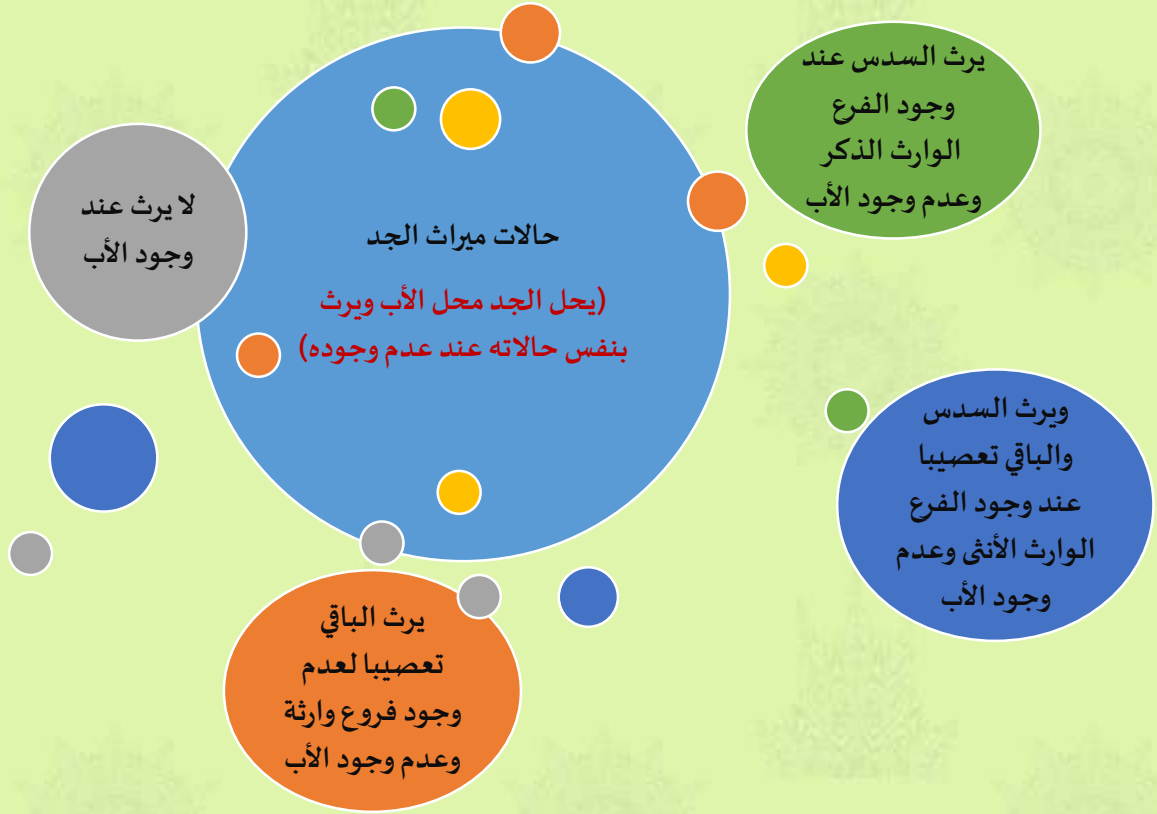 حالات ميراث الجد
(يحل الجد محل الأب ويرث
بنفس حالاته عند عدم وجوده)
يرث السدس عند
وجود الفرع
الوارث الذكر
وعدم وجود الأب
ويرث السدس
والباقي تعصيبا
عند وجود الفرع
الوارث الأنثى وعدم
وجود الأب
يرث الباقي
تعصيبا لعدم
وجود فروع وارثة
وعدم وجود الأب
لا يرث عند
وجود الأب